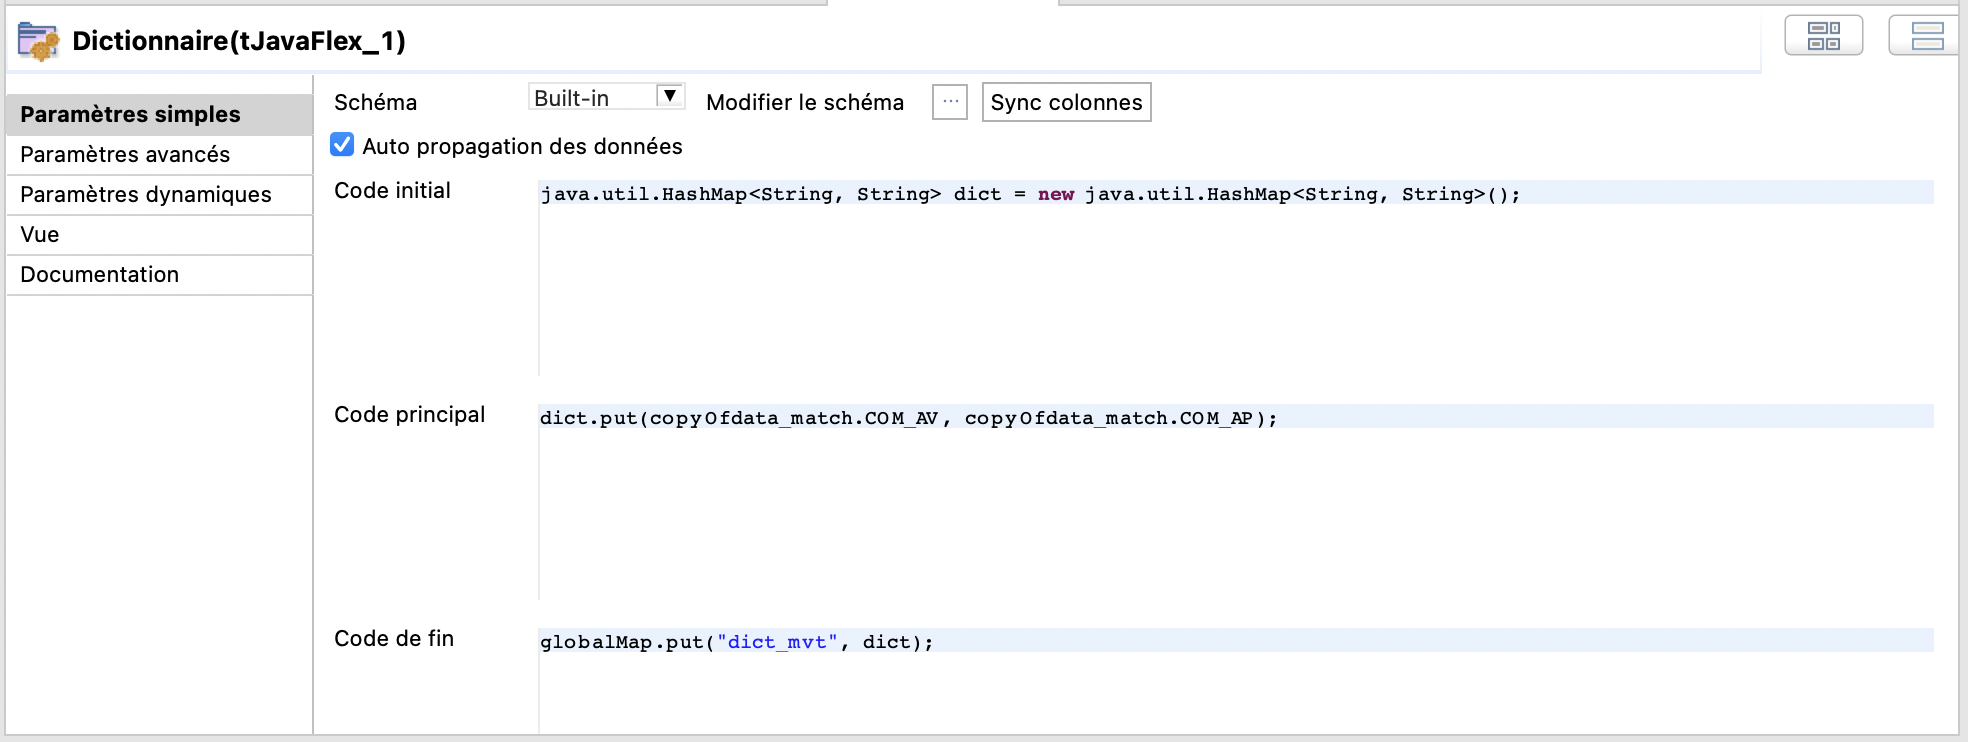 Dictionnaire(tJavaFlex_1)
Paramètres simples
Paramètres avancés
Paramètres dynamiques
Vue
Documentation
Schéma Built-in Modifier le schéma ... Sync colonnes
Auto propagation des données
Code initial
java.util.HashMap<String, String> dict = new java.util.HashMap<String, String>();
Code principal
dict.put(copyOfdata_match.COM_AV, copyOfdata_match.COM_AP);
Code de fin
globalMap.put("dict_mvt", dict);